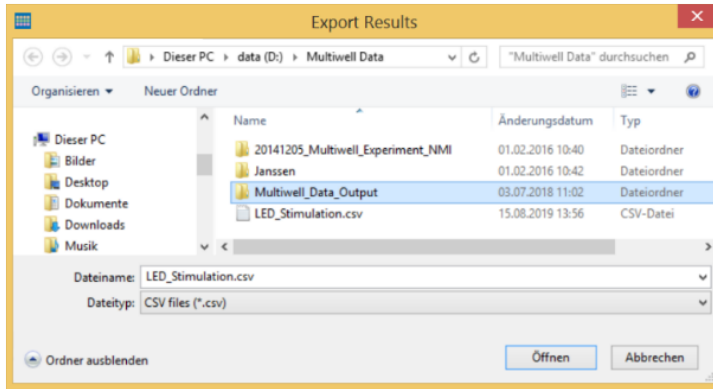 Export Results
Dieser PC data (D:) Multiwell Data "Multiwell Data" durchsuchen
Organisieren Neuer Ordner
Name Änderungsdatum Typ
Dieser PC
Bilder
Desktop
Dokumente
Downloads
Musik
20141205_Multiwell_Experiment_NMI 01.02.2016 10:40 Dateiordner
Janssen 01.02.2016 10:42 Dateiordner
Multiwell_Data_Output 03.07.2018 11:02 Dateiordner
LED_Stimulation.csv 15.08.2019 13:56 CSV-Datei
Dateiname: LED_Stimulation.csv
Dateityp: CSV files (*.csv)
Ordner ausblenden Öffnen Abbrechen